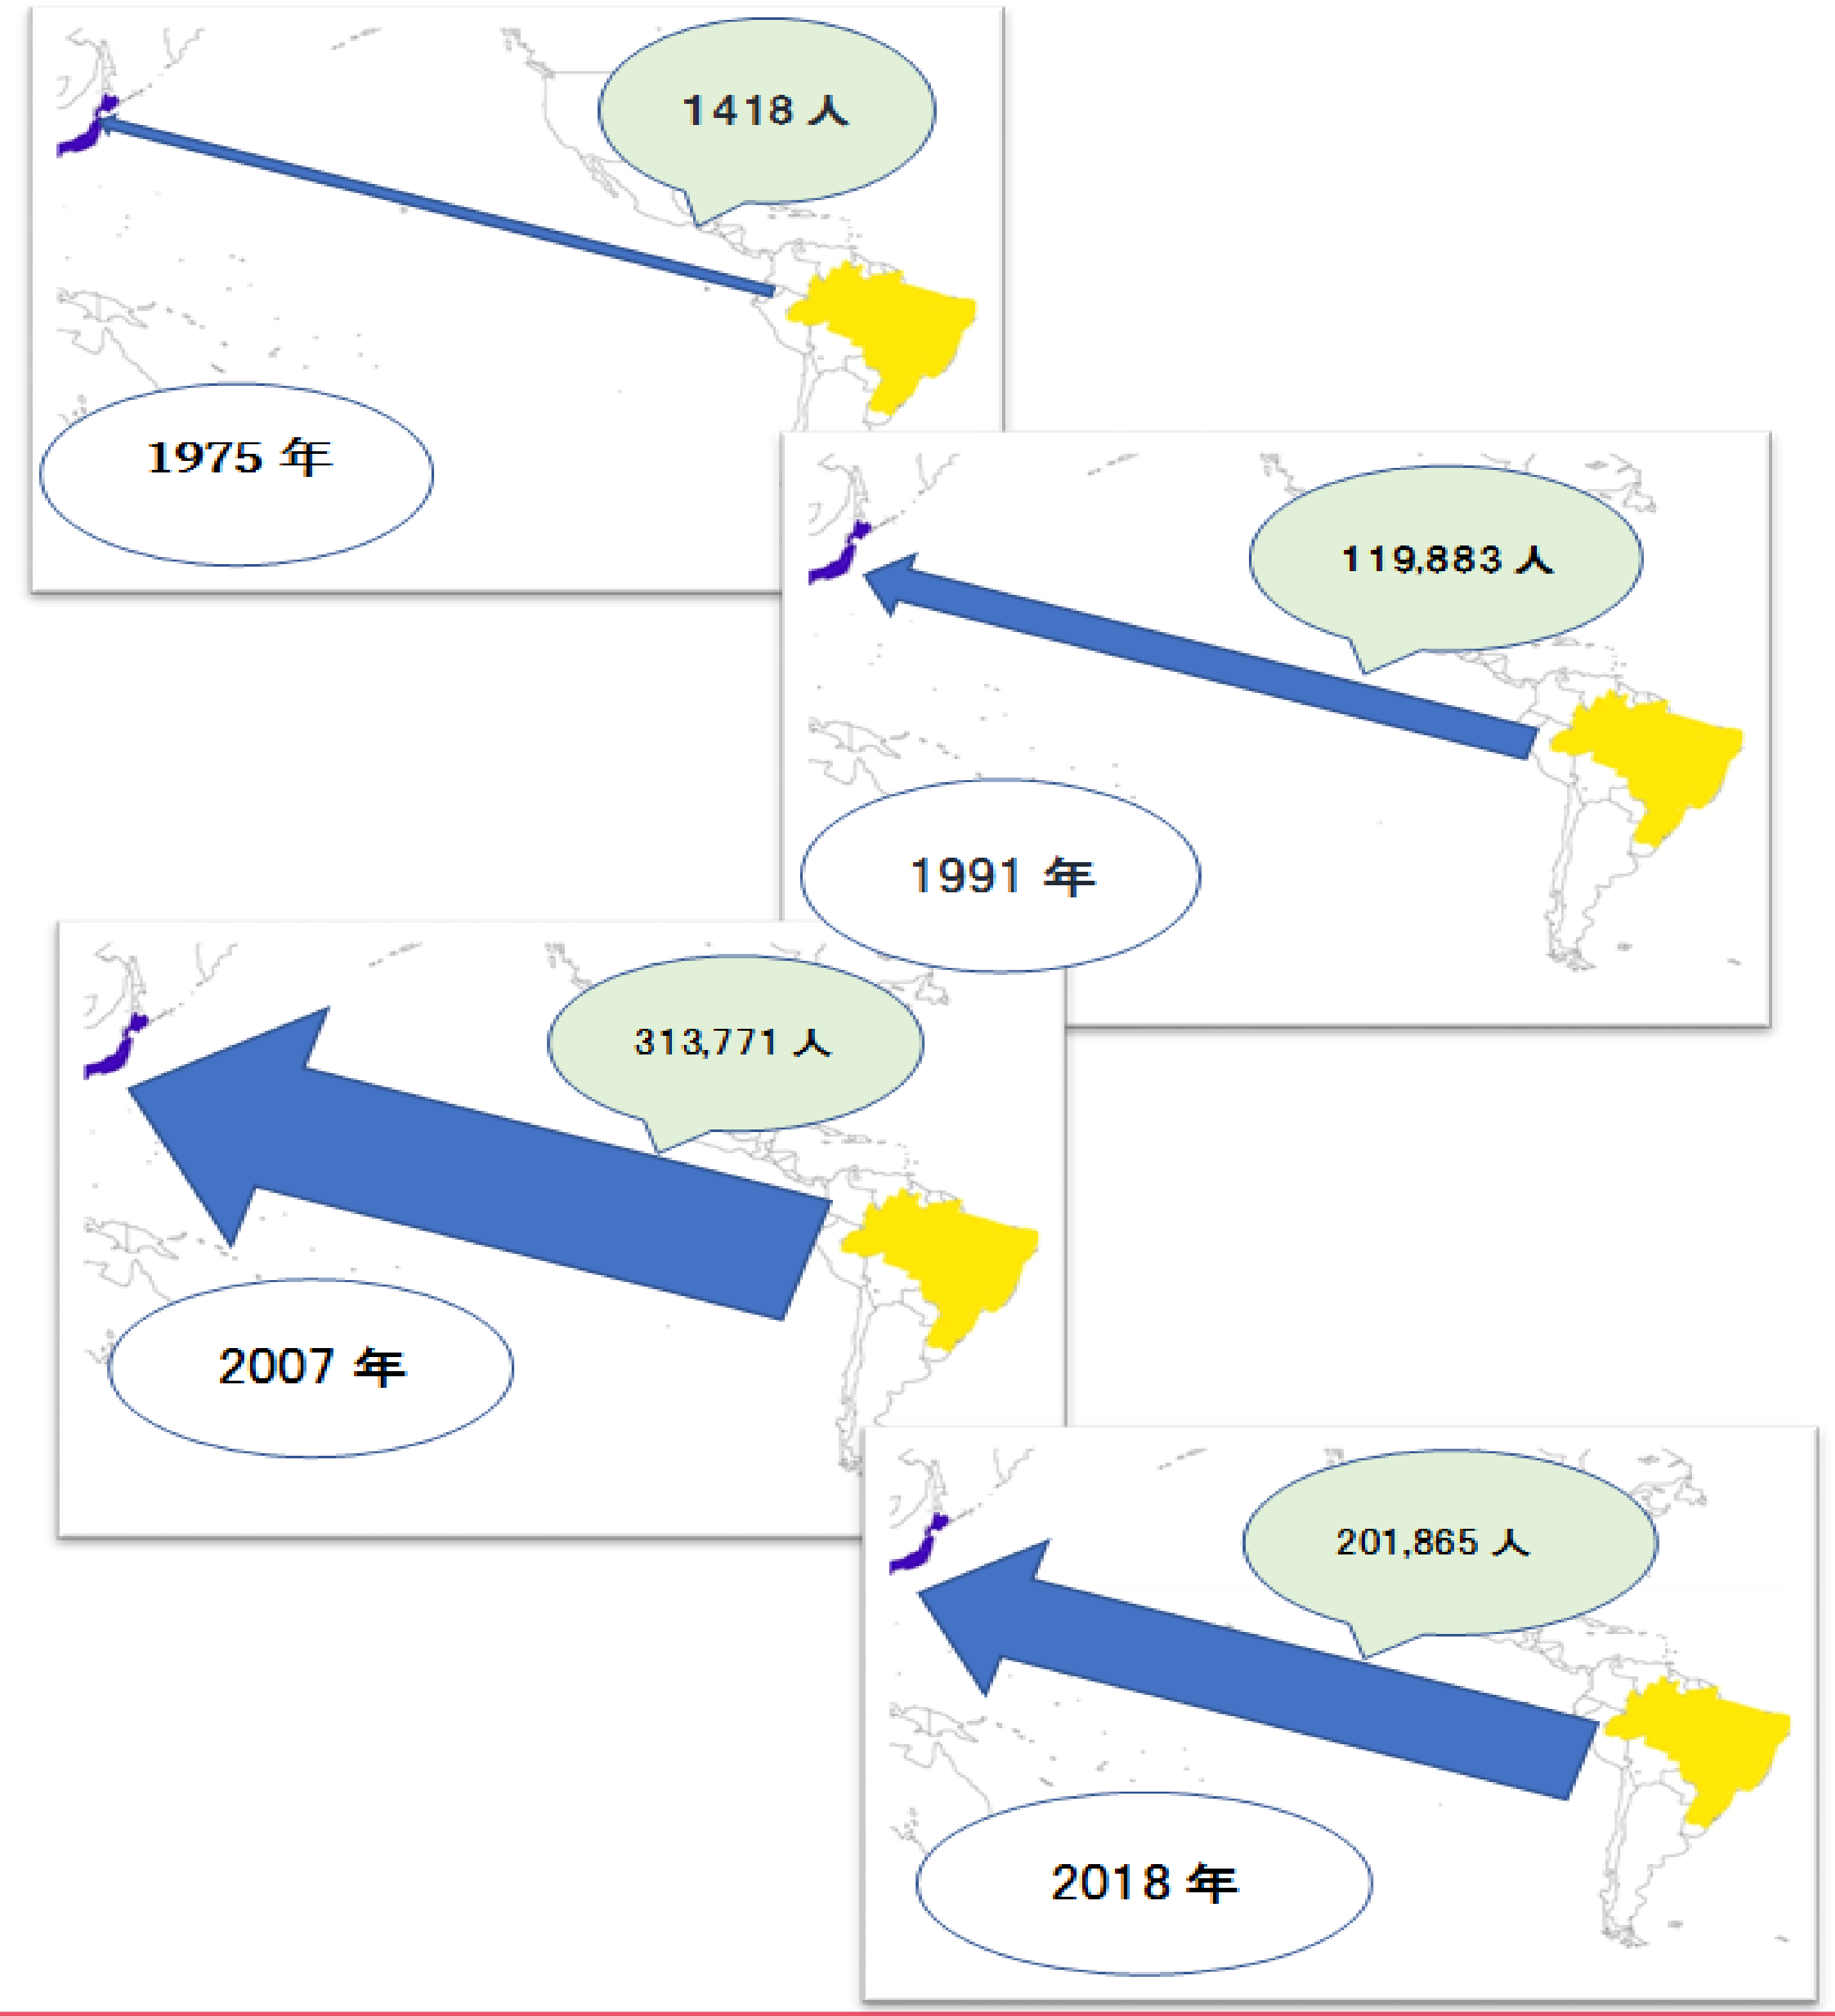 1418 人
1975 年
119,883 人
1991 年
313,771 人
2007 年
201,865 人
2018 年